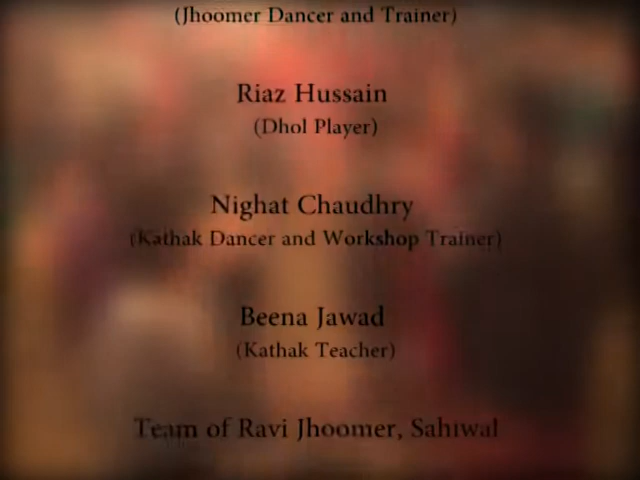 (Jhoomer Dancer and Trainer)
Riaz Hussain
(Dhol Player)
Nighat Chaudhry
(Kathak Dancer and Workshop Trainer)
Beena Jawad
(Kathak Teacher)
Team of Ravi Jhoomer, Sahiwal